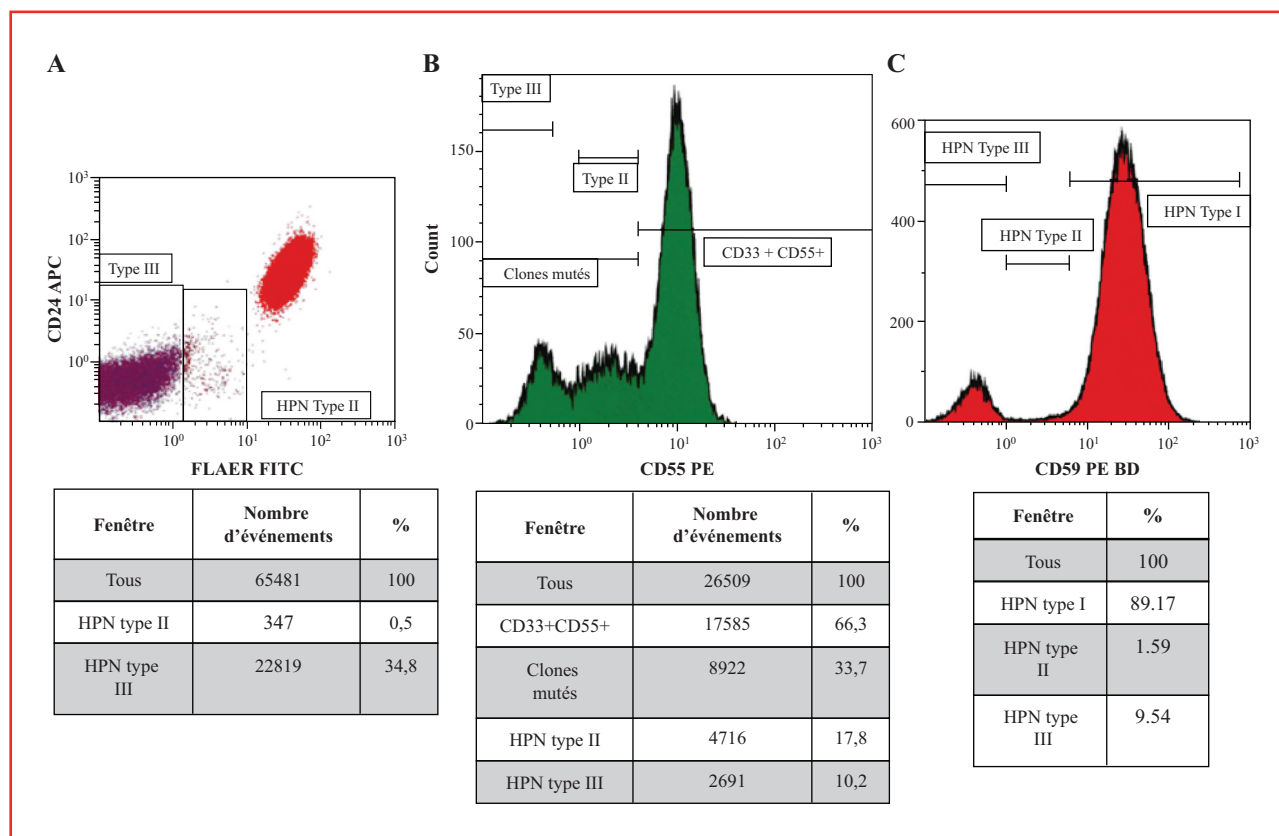 A
CD24 APC
10³
10²
10¹
10⁰
Type III
HPN Type II
10⁰
10¹
10²
10³
FLAER FITC
Fenêtre
Nombre
d'événements
%
Tous
65481
100
HPN type II
347
0,5
HPN type
III
22819
34,8
B
Count
150
100
50
0
Type III
Type II
Clones mutés
CD33 + CD55+
10⁰
10¹
10²
10³
CD55 PE
Fenêtre
Nombre
d'événements
%
Tous
26509
100
CD33+CD55+
17585
66,3
Clones
mutés
8922
33,7
HPN type II
4716
17,8
HPN type III
2691
10,2
C
600
400
200
0
HPN Type III
HPN Type I
HPN Type II
10⁰
10¹
10²
10³
CD59 PE BD
Fenêtre
%
Tous
100
HPN type I
89.17
HPN type
II
1.59
HPN type
III
9.54